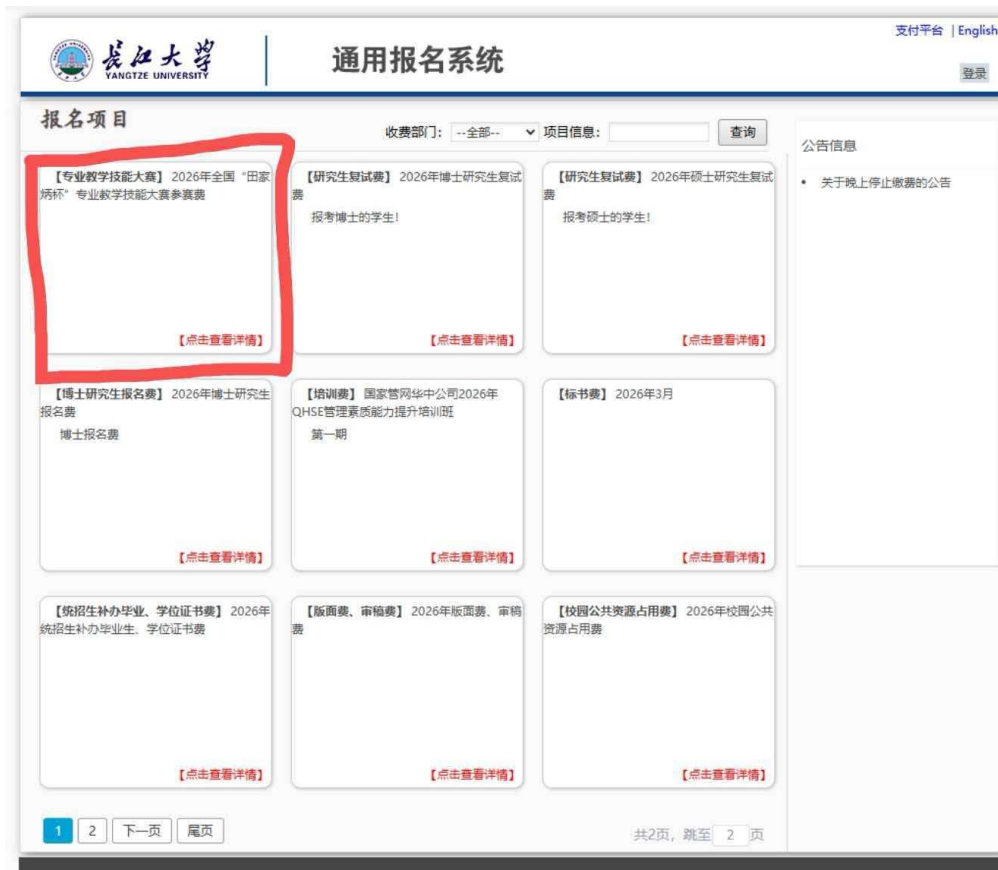 长江大学
YANGTZE UNIVERSITY
通用报名系统
支付平台 | English
登录
报名项目
收费部门： --全部-- 项目信息： 查询
公告信息
• 关于晚上停止缴费的公告
【专业教学技能大赛】 2026年全国“田家
炳杯”专业教学技能大赛参赛费
【点击查看详情】
【研究生复试费】 2026年博士研究生复试
费
报考博士的学生!
【点击查看详情】
【研究生复试费】 2026年硕士研究生复试
费
报考硕士的学生!
【点击查看详情】
【博士研究生报名费】 2026年博士研究生
报名费
博士报名费
【点击查看详情】
【培训费】 国家管网华中公司2026年
QHSE管理素质能力提升培训班
第一期
【点击查看详情】
【标书费】 2026年3月
【点击查看详情】
【统招生补办毕业、学位证书费】 2026年
统招生补办毕业生、学位证书费
【点击查看详情】
【版面费、审稿费】 2026年版面费、审稿
费
【点击查看详情】
【校园公共资源占用费】 2026年校园公共
资源占用费
【点击查看详情】
1 2 下一页 尾页
共2页，跳至 2 页